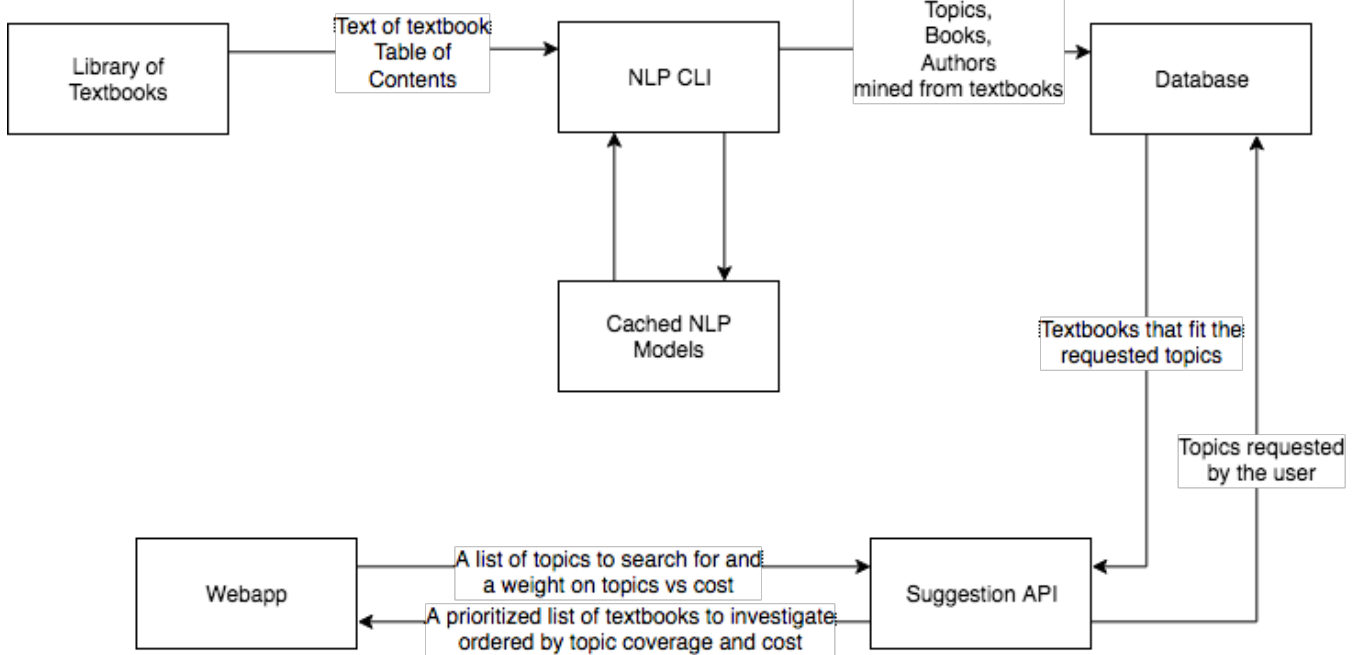 Library of
Textbooks
Text of textbook
Table of
Contents
NLP CLI
Topics,
Books,
Authors
mined from textbooks
Database
Cached NLP
Models
Textbooks that fit the
requested topics
Topics requested
by the user
Webapp
A list of topics to search for and
a weight on topics vs cost
A prioritized list of textbooks to investigate
ordered by topic coverage and cost
Suggestion API